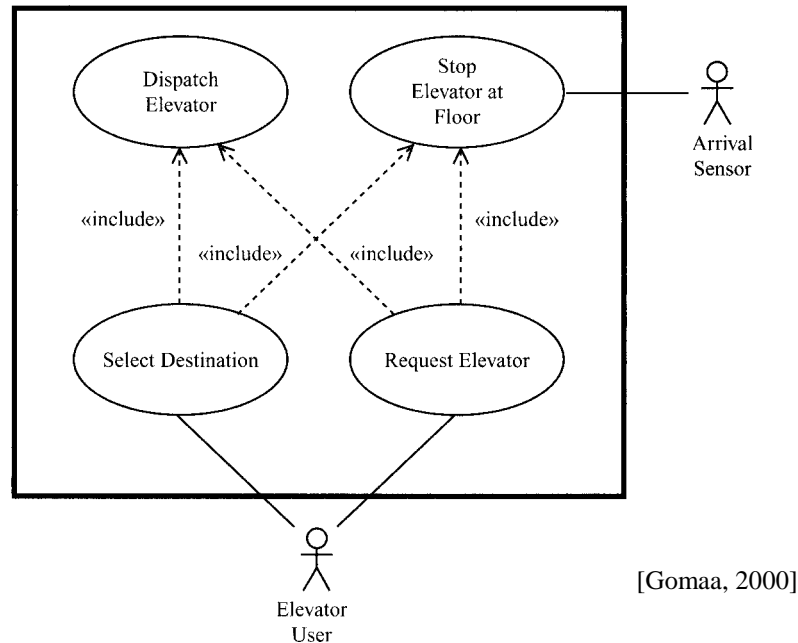 Dispatch
Elevator
Stop
Elevator at
Floor
Arrival
Sensor
«include»
«include»
«include»
«include»
Select Destination
Request Elevator
Elevator
User
[Gomaa, 2000]